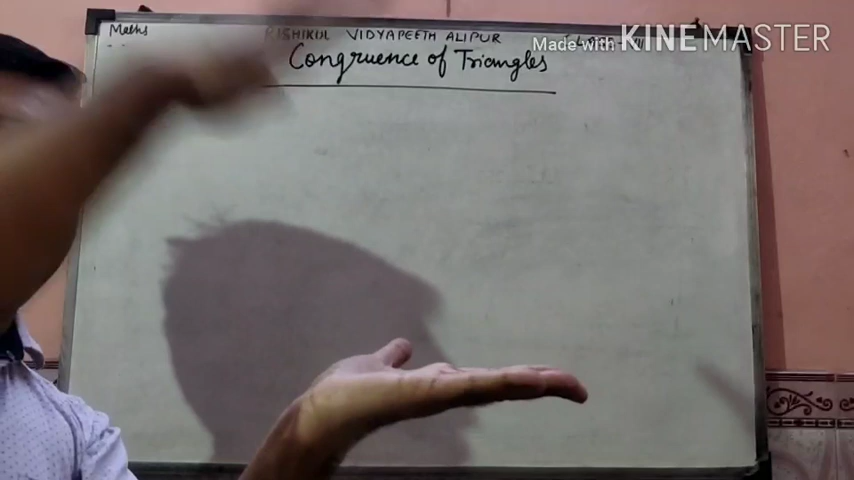 Maths
RISHIKUL VIDYAPEETH ALIPUR
Congruence of Triangles
Made with KINEMASTER